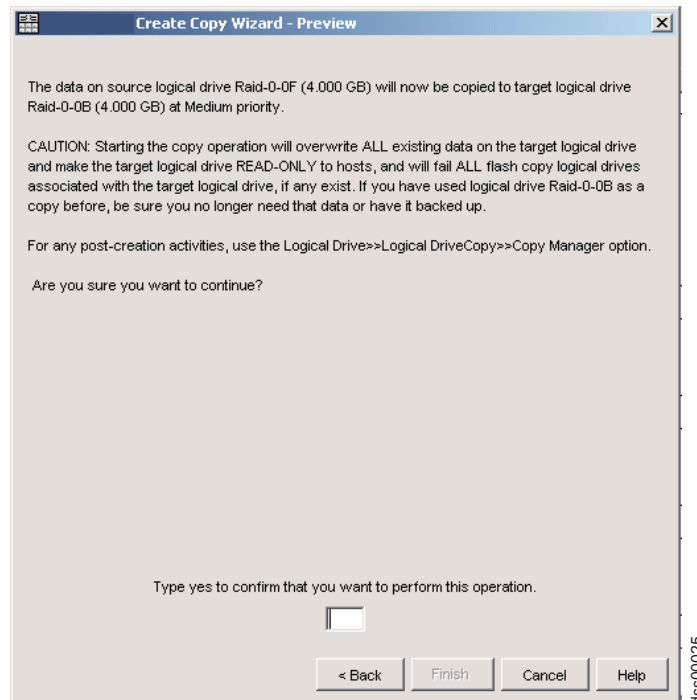 Create Copy Wizard - Preview
The data on source logical drive Raid-0-0F (4.000 GB) will now be copied to target logical drive
Raid-0-0B (4.000 GB) at Medium priority.
CAUTION: Starting the copy operation will overwrite ALL existing data on the target logical drive
and make the target logical drive READ-ONLY to hosts, and will fail ALL flash copy logical drives
associated with the target logical drive, if any exist. If you have used logical drive Raid-0-0B as a
copy before, be sure you no longer need that data or have it backed up.
For any post-creation activities, use the Logical Drive>>Logical DriveCopy>>Copy Manager option.
Are you sure you want to continue?
Type yes to confirm that you want to perform this operation.
< Back
Finish
Cancel
Help